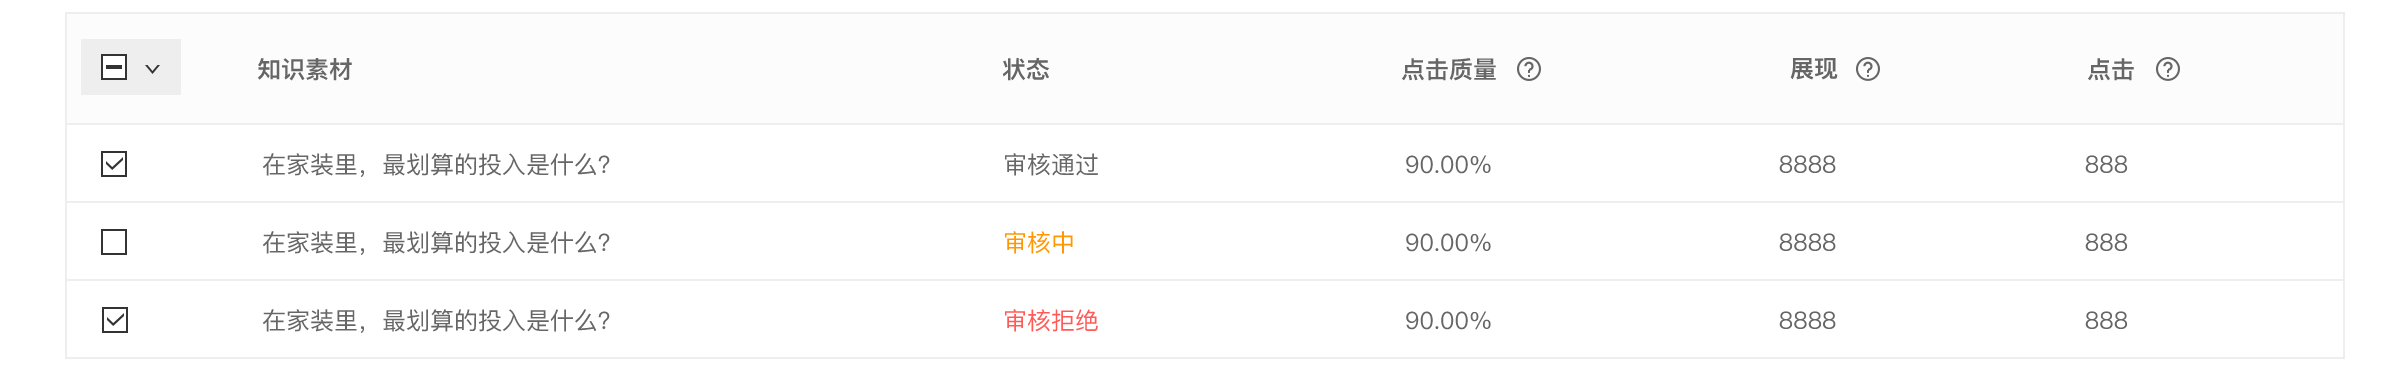 知识素材 状态 点击质量 ? 展现 ? 点击 ?
在家装里，最划算的投入是什么？ 审核通过 90.00% 8888 888
在家装里，最划算的投入是什么？ 审核中 90.00% 8888 888
在家装里，最划算的投入是什么？ 审核拒绝 90.00% 8888 888